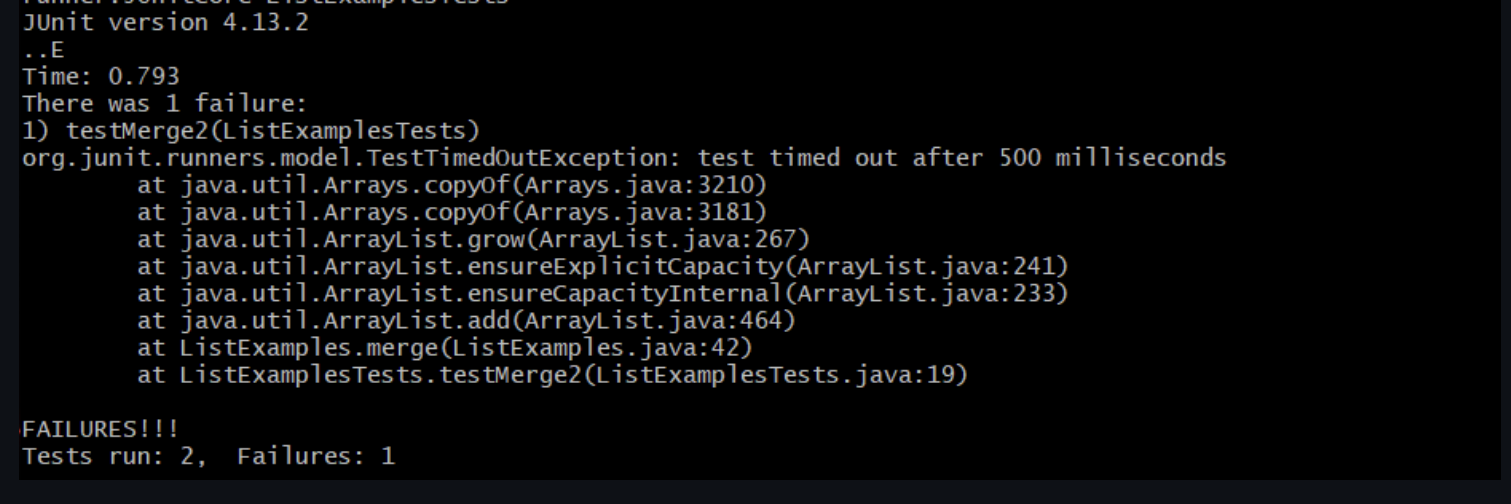 runner.JUnitCore ListExamplesTests
JUnit version 4.13.2
..E
Time: 0.793
There was 1 failure:
1) testMerge2(ListExamplesTests)
org.junit.runners.model.TestTimedOutException: test timed out after 500 milliseconds
        at java.util.Arrays.copyOf(Arrays.java:3210)
        at java.util.Arrays.copyOf(Arrays.java:3181)
        at java.util.ArrayList.grow(ArrayList.java:267)
        at java.util.ArrayList.ensureExplicitCapacity(ArrayList.java:241)
        at java.util.ArrayList.ensureCapacityInternal(ArrayList.java:233)
        at java.util.ArrayList.add(ArrayList.java:464)
        at ListExamples.merge(ListExamples.java:42)
        at ListExamplesTests.testMerge2(ListExamplesTests.java:19)
FAILURES!!!
Tests run: 2,  Failures: 1